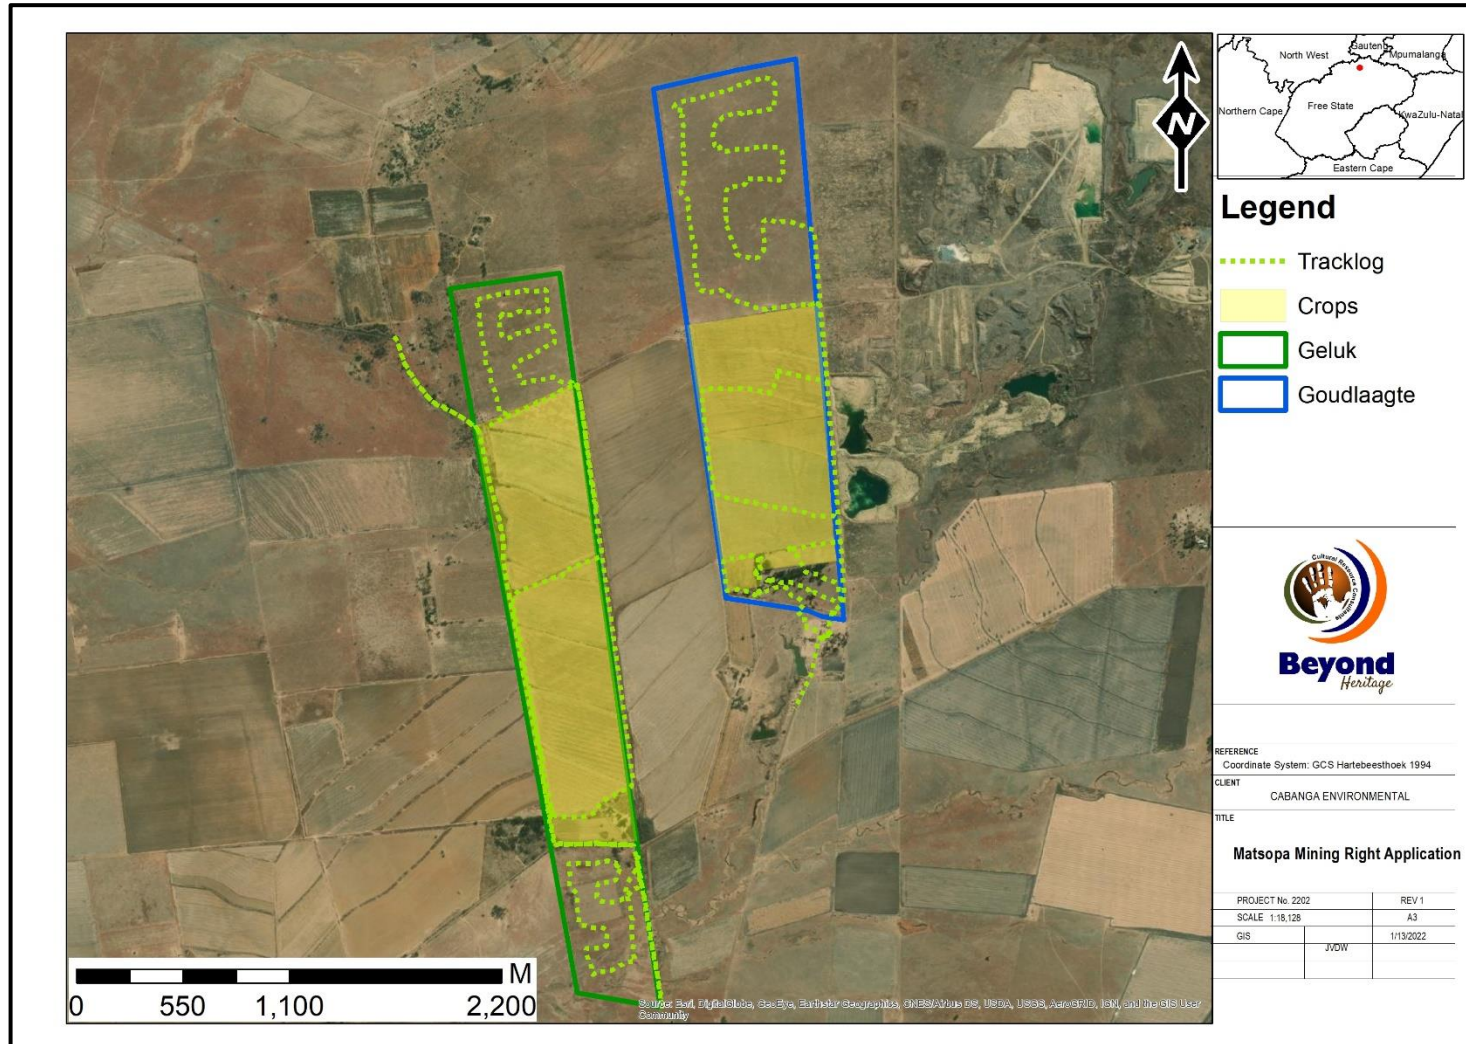 North West
Gauteng
Mpumalanga
Northern Cape
Free State
KwaZulu-Natal
Eastern Cape
N
Legend
Tracklog
Crops
Geluk
Goudlaagte
Cultural Resource Consultants
Beyond
Heritage
REFERENCE
Coordinate System: GCS Hartebeesthoek 1994
CLIENT
CABANGA ENVIRONMENTAL
TITLE
Matsopa Mining Right Application
PROJECT No. 2202 REV 1
SCALE 1:18,128 A3
GIS 1/13/2022
JVDW
M
0 550 1,100 2,200
Source: Esri, DigitalGlobe, GeoEye, Earthstar Geographics, CNES/Airbus DS, USDA, USGS, AeroGRID, IGN, and the GIS User
Community